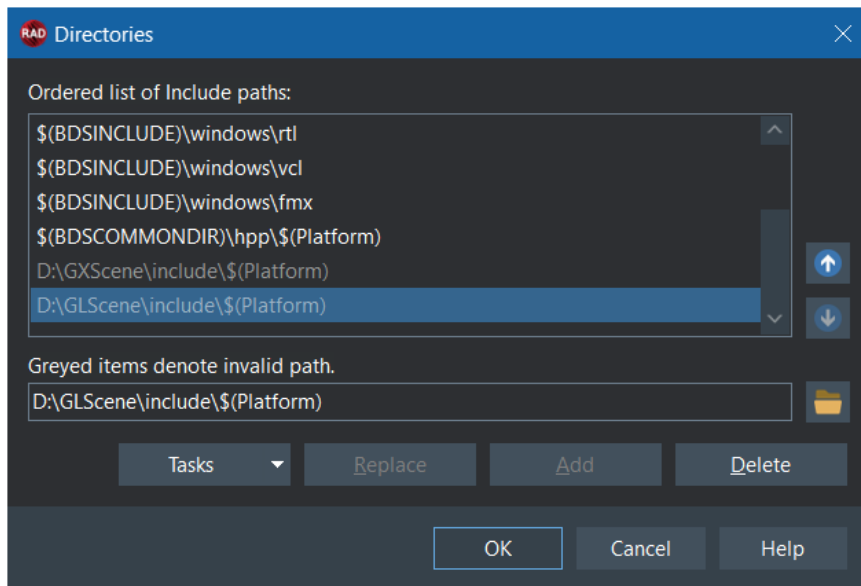 RAD Directories
Ordered list of Include paths:
$(BDSINCLUDE)\windows\rtl
$(BDSINCLUDE)\windows\vcl
$(BDSINCLUDE)\windows\fmx
$(BDSCOMMONDIR)\hpp\$(Platform)
D:\GXScene\include\$(Platform)
D:\GLScene\include\$(Platform)
Greyed items denote invalid path.
D:\GLScene\include\$(Platform)
Tasks Replace Add Delete
OK Cancel Help